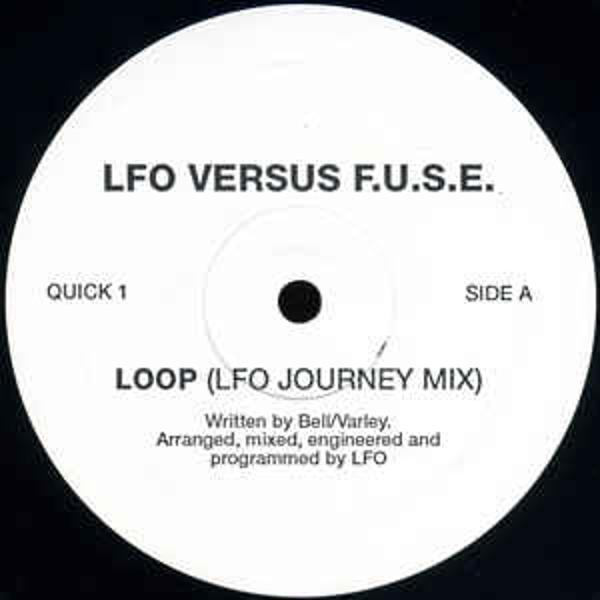 LFO VERSUS F.U.S.E.
QUICK 1
SIDE A
LOOP (LFO JOURNEY MIX)
Written by Bell/Varley.
Arranged, mixed, engineered and
programmed by LFO